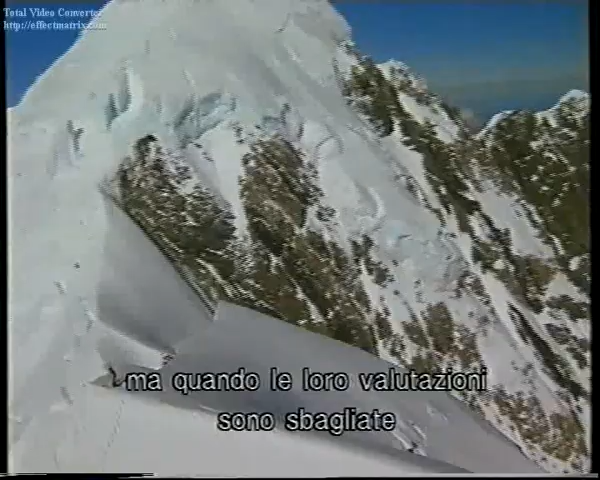 Total Video Converter
http://effectmatrix.com
ma quando le loro valutazioni
sono sbagliate